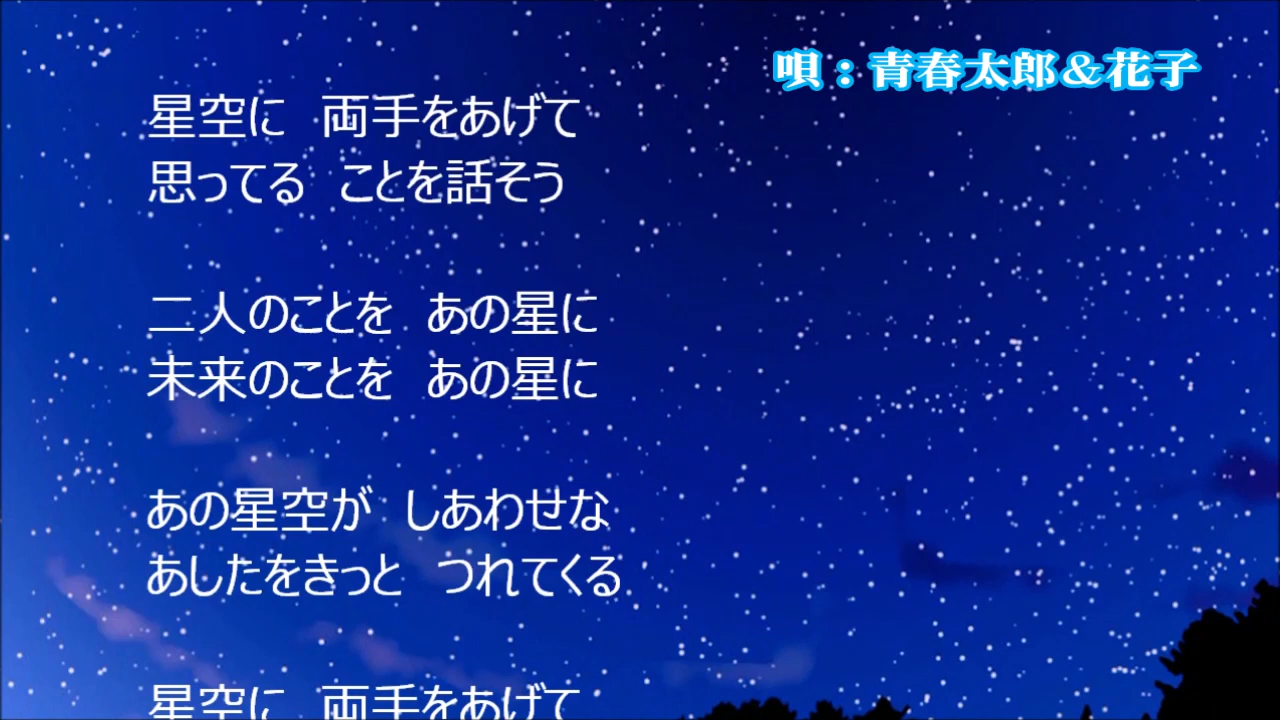 唄：青春太郎＆花子
星空に　両手をあげて
思ってる　ことを話そう
二人のことを　あの星に
未来のことを　あの星に
あの星空が　しあわせな
あしたをきっと　つれてくる
星空に　両手をあげて